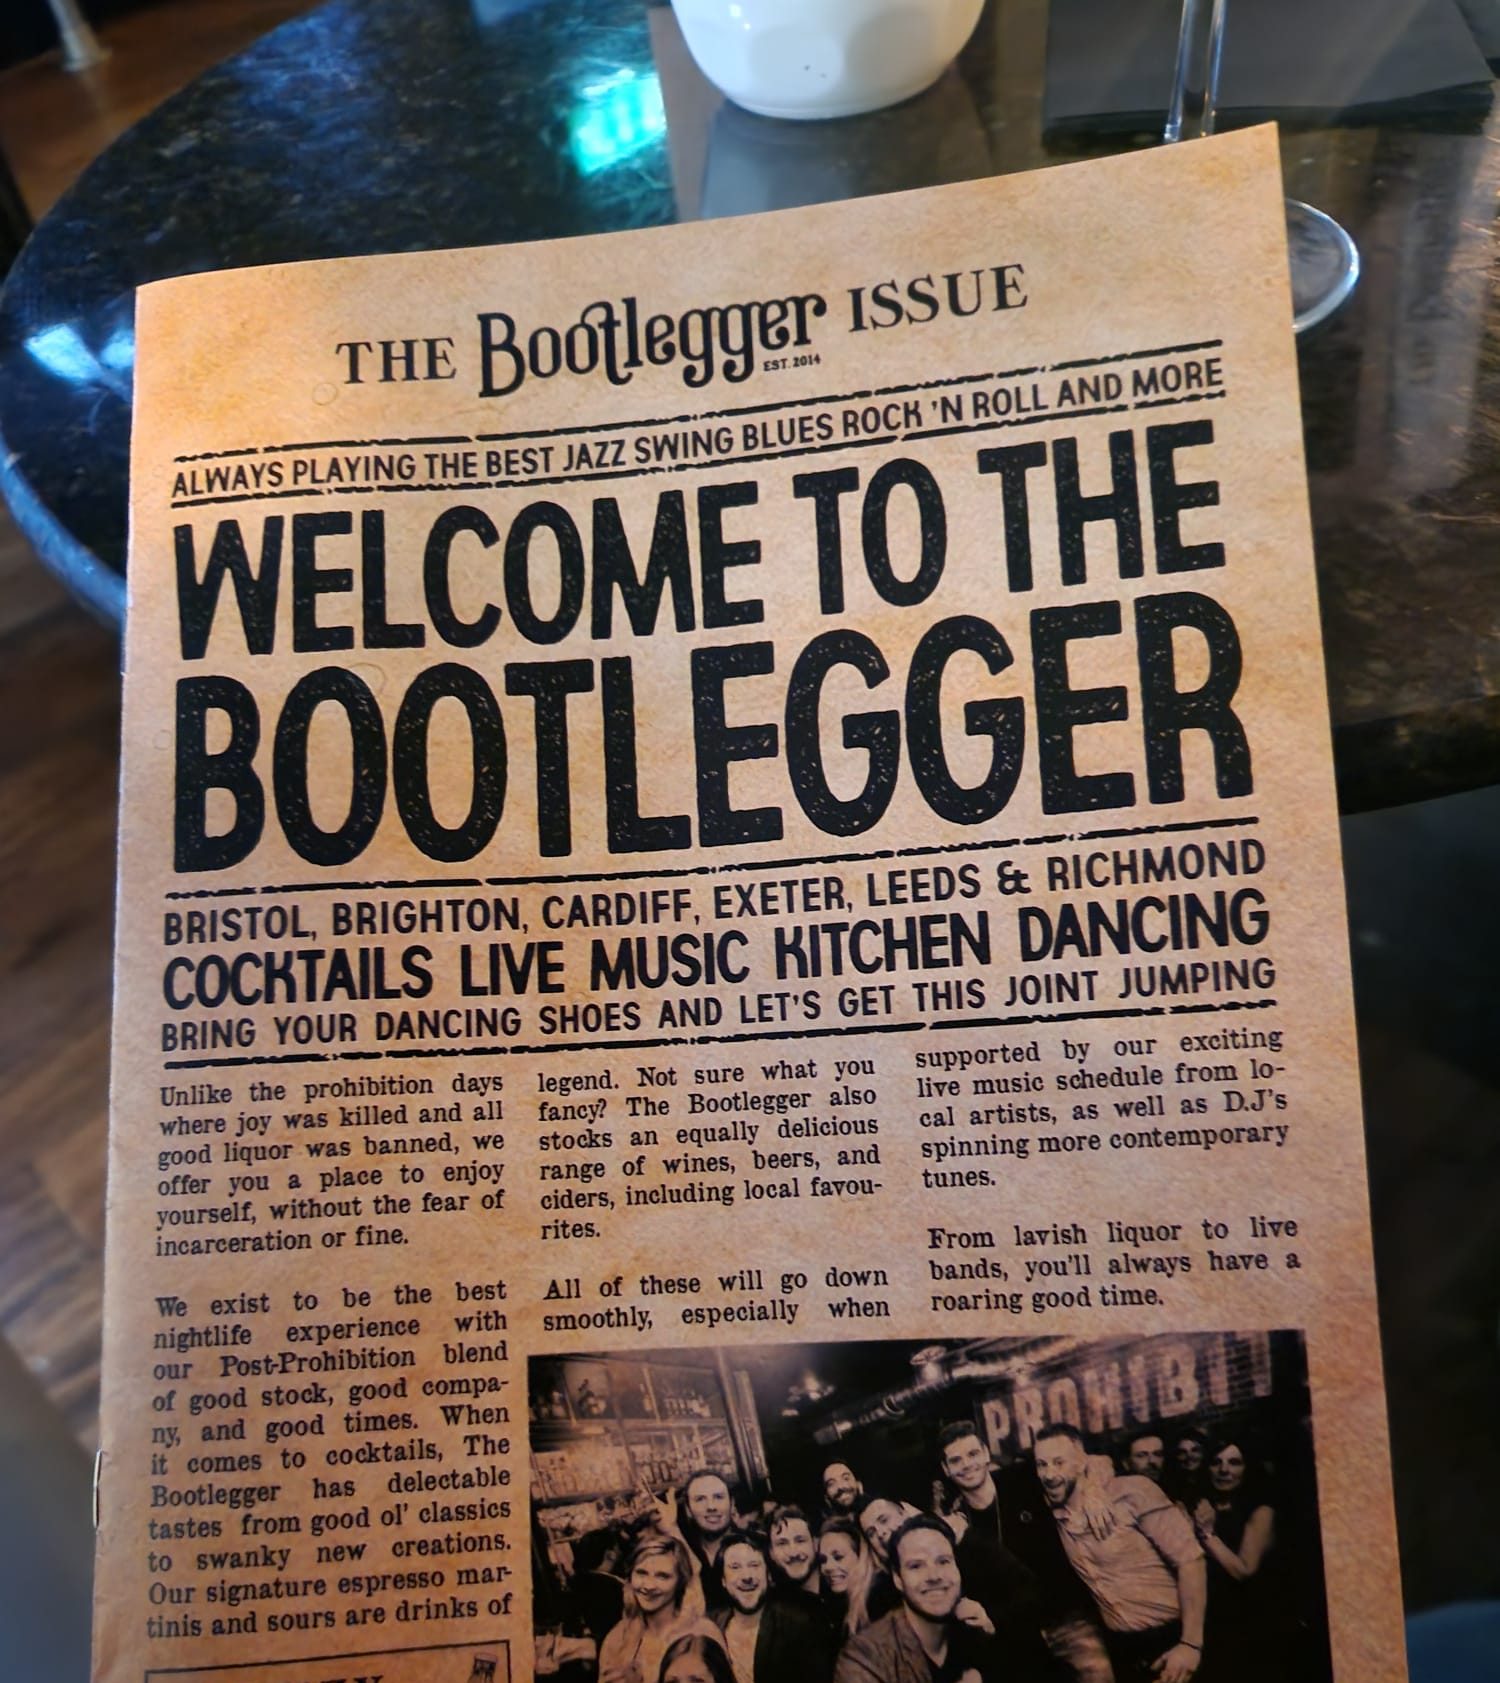 THE Bootlegger ISSUE
EST. 2014
ALWAYS PLAYING THE BEST JAZZ SWING BLUES ROCK 'N ROLL AND MORE
WELCOME TO THE
BOOTLEGGER
BRISTOL, BRIGHTON, CARDIFF, EXETER, LEEDS & RICHMOND
COCKTAILS LIVE MUSIC KITCHEN DANCING
BRING YOUR DANCING SHOES AND LET'S GET THIS JOINT JUMPING
Unlike the prohibition days
where joy was killed and all
good liquor was banned, we
offer you a place to enjoy
yourself, without the fear of
incarceration or fine.
We exist to be the best
nightlife experience with
our Post-Prohibition blend
of good stock, good compa-
ny, and good times. When
it comes to cocktails, The
Bootlegger has delectable
tastes from good ol' classics
to swanky new creations.
Our signature espresso mar-
tinis and sours are drinks of
legend. Not sure what you
fancy? The Bootlegger also
stocks an equally delicious
range of wines, beers, and
ciders, including local favou-
rites.
All of these will go down
smoothly, especially when
supported by our exciting
live music schedule from lo-
cal artists, as well as D.J's
spinning more contemporary
tunes.
From lavish liquor to live
bands, you'll always have a
roaring good time.
PROHIBIT